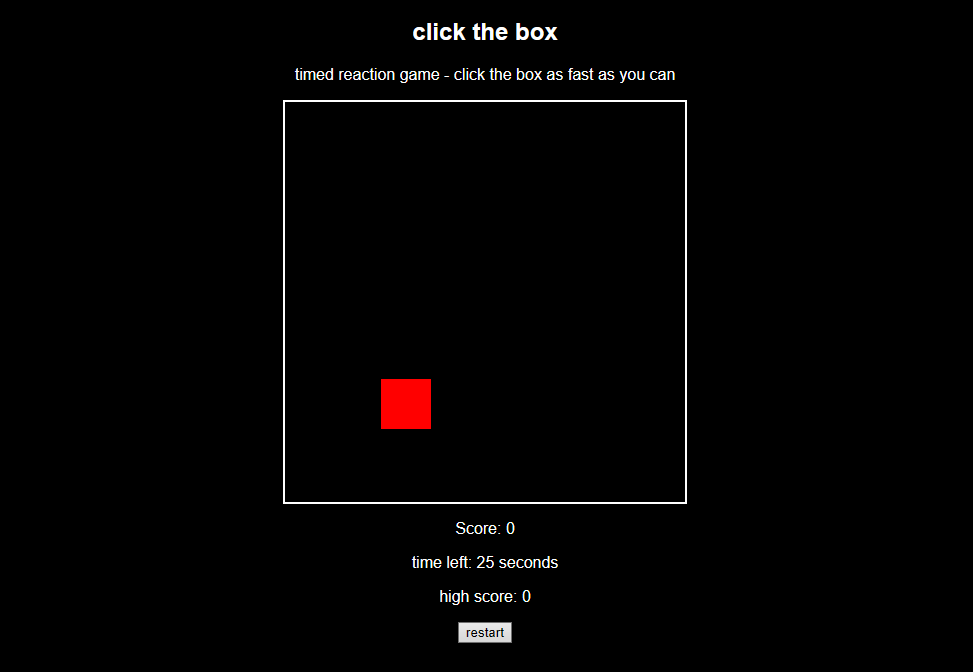 click the box
timed reaction game - click the box as fast as you can
Score: 0
time left: 25 seconds
high score: 0
restart